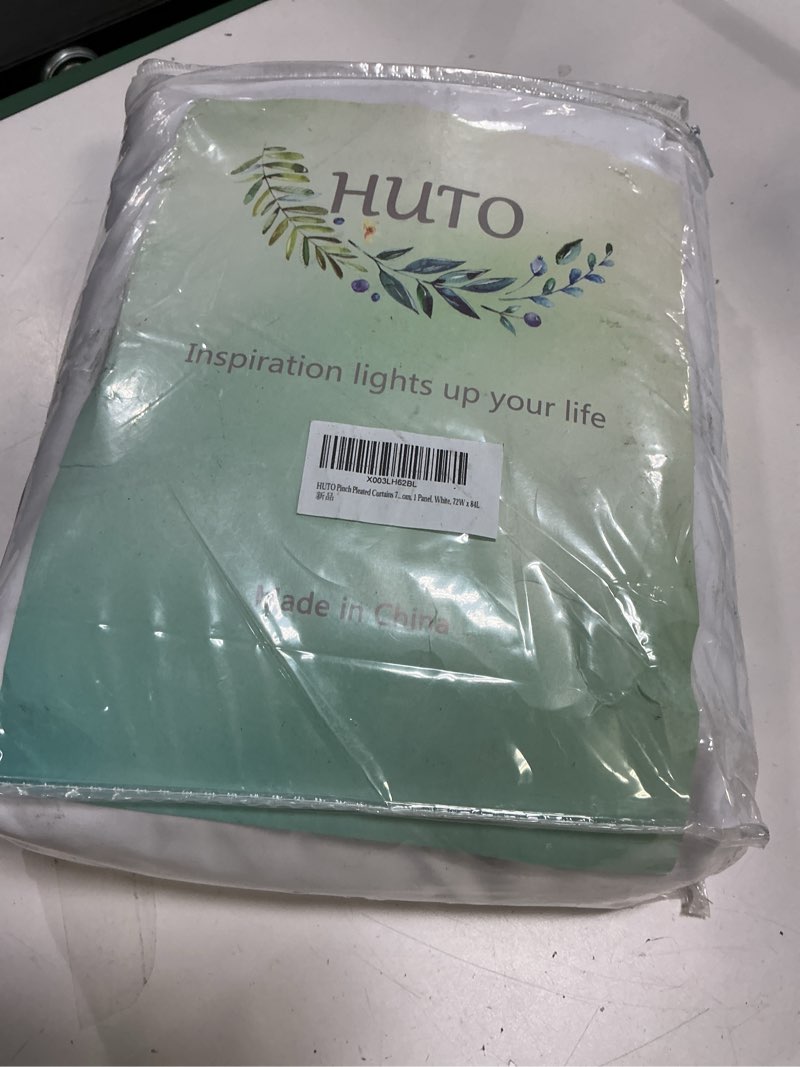 HUTO
Inspiration lights up your life
X003LH62BL
HUTO Pinch Pleated Curtains 7...om, 1 Panel, White, 72W x 84L
新品
Made in China